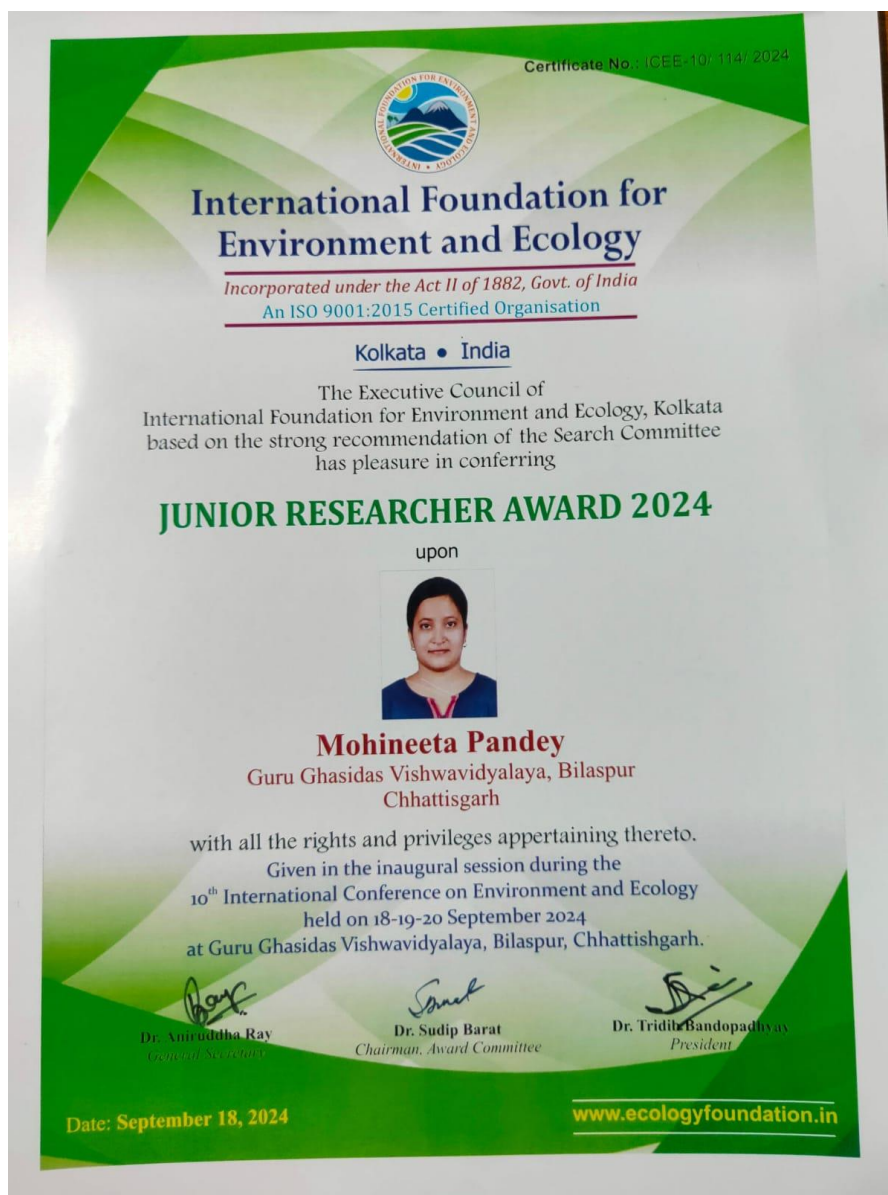 Certificate No.: ICEE-10/ 114/ 2024
INTERNATIONAL FOUNDATION FOR ENVIRONMENT AND ECOLOGY
International Foundation for
Environment and Ecology
Incorporated under the Act II of 1882, Govt. of India
An ISO 9001:2015 Certified Organisation
Kolkata • India
The Executive Council of
International Foundation for Environment and Ecology, Kolkata
based on the strong recommendation of the Search Committee
has pleasure in conferring
JUNIOR RESEARCHER AWARD 2024
upon
Mohineeta Pandey
Guru Ghasidas Vishwavidyalaya, Bilaspur
Chhattisgarh
with all the rights and privileges appertaining thereto.
Given in the inaugural session during the
10th International Conference on Environment and Ecology
held on 18-19-20 September 2024
at Guru Ghasidas Vishwavidyalaya, Bilaspur, Chhattishgarh.
Dr. Aniruddha Ray
General Secretary
Dr. Sudip Barat
Chairman, Award Committee
Dr. Tridib Bandopadhyay
President
Date: September 18, 2024
www.ecologyfoundation.in